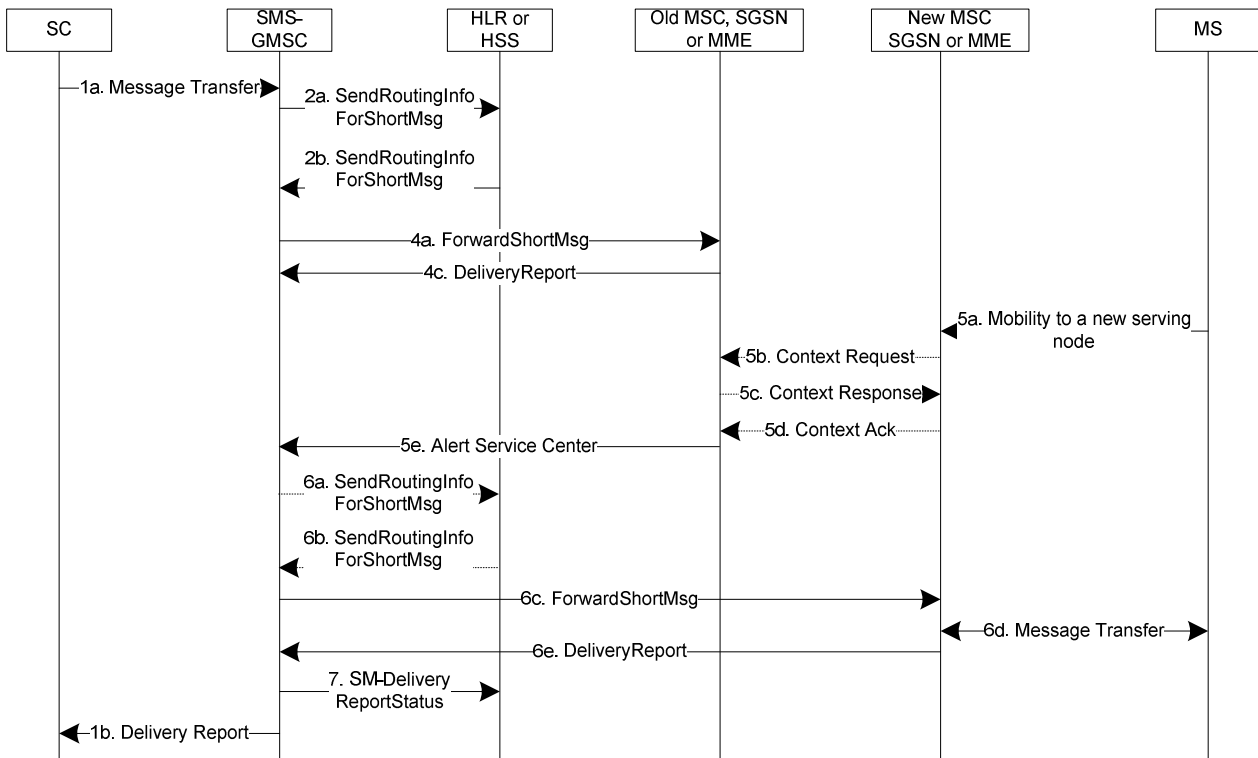 SC
SMS-
GMSC
HLR or
HSS
Old MSC, SGSN
or MME
New MSC
SGSN or MME
MS
1a. Message Transfer
2a. SendRoutingInfo
ForShortMsg
2b. SendRoutingInfo
ForShortMsg
4a. ForwardShortMsg
4c. DeliveryReport
5a. Mobility to a new serving
node
5b. Context Request
5c. Context Response
5d. Context Ack
5e. Alert Service Center
6a. SendRoutingInfo
ForShortMsg
6b. SendRoutingInfo
ForShortMsg
6c. ForwardShortMsg
6d. Message Transfer
6e. DeliveryReport
7. SM-Delivery
ReportStatus
1b. Delivery Report